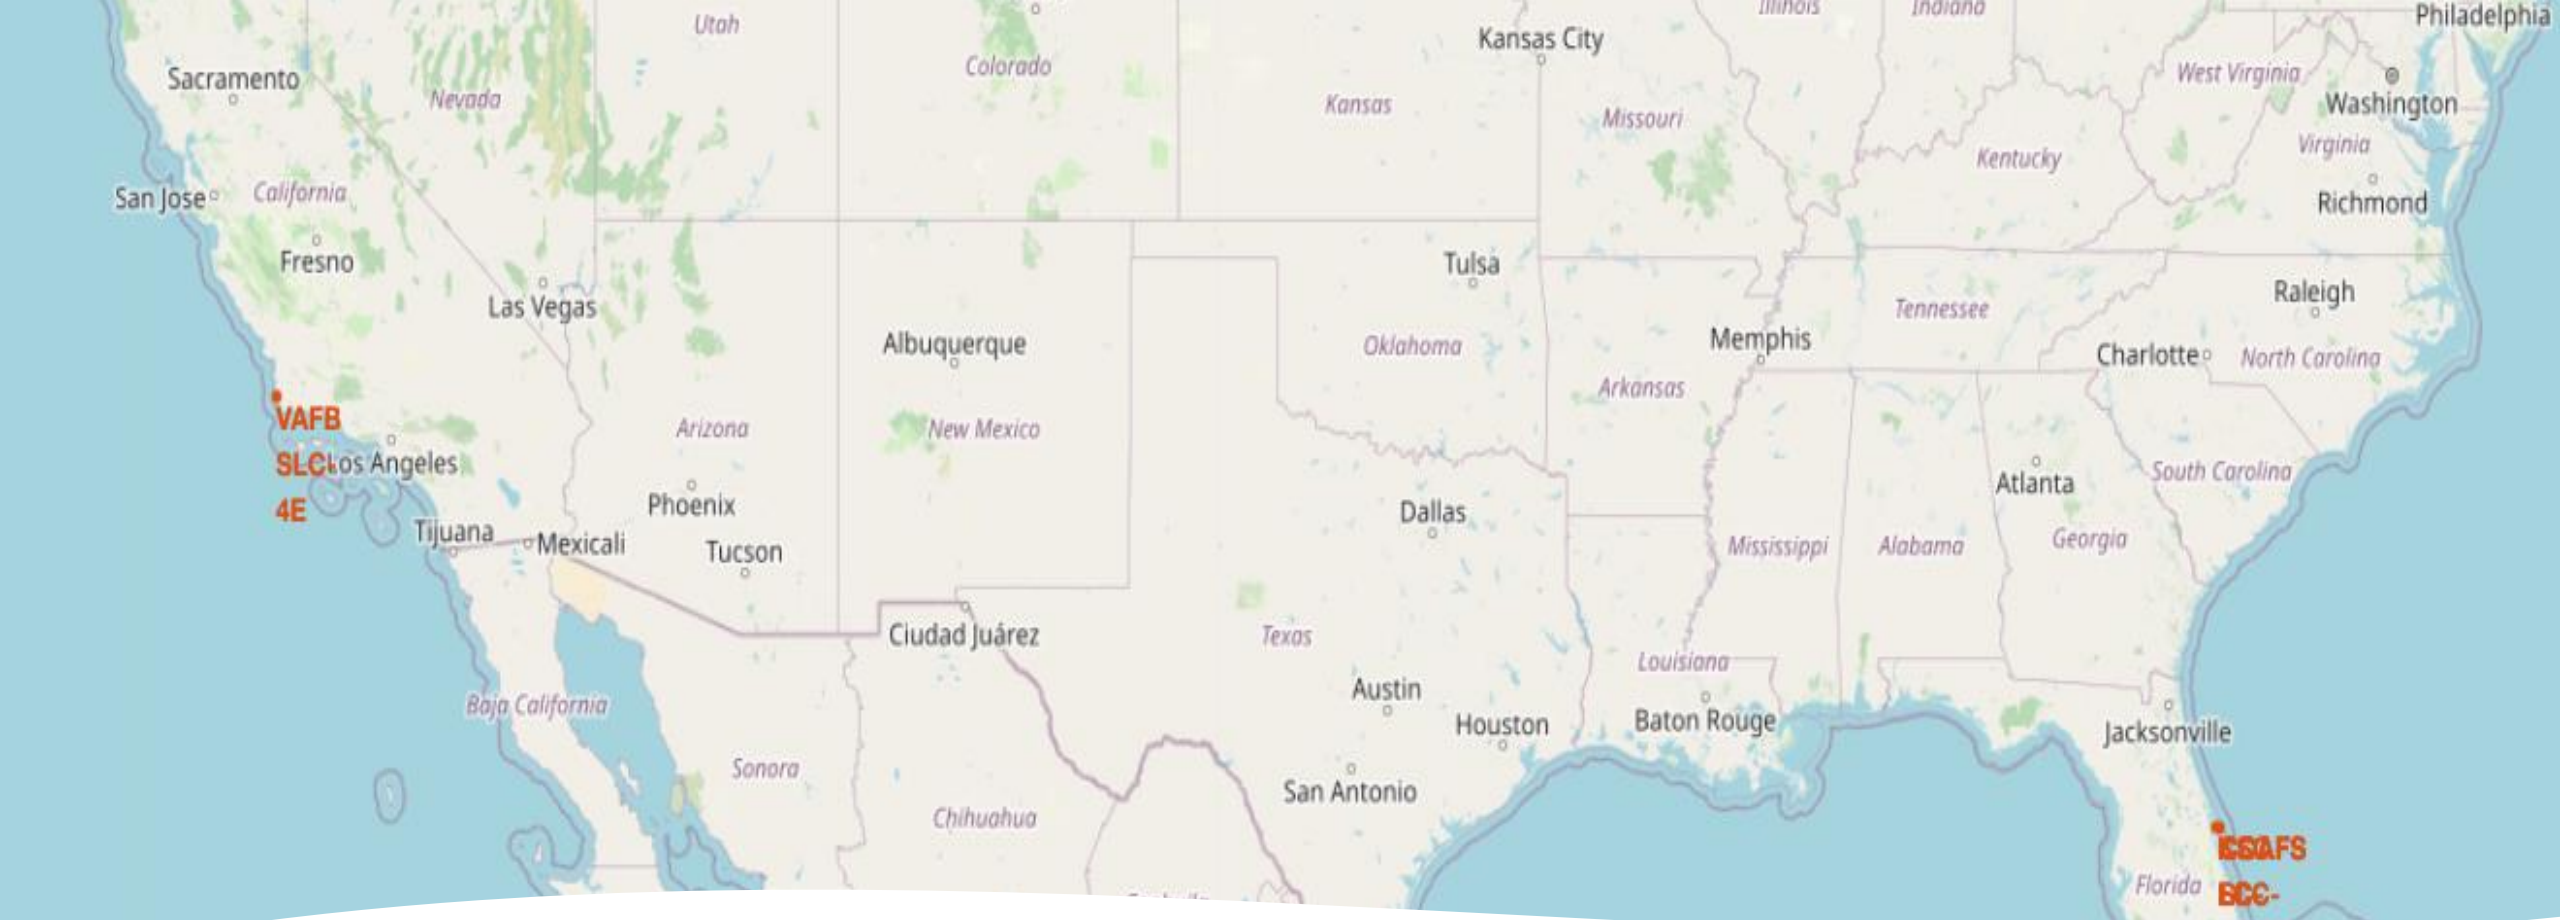 Utah
Colorado
Kansas City
Illinois
Indiana
Philadelphia
Sacramento
Nevada
Kansas
Missouri
West Virginia
Washington
Virginia
Kentucky
San Jose
California
Richmond
Fresno
Las Vegas
Tulsa
Raleigh
Tennessee
Albuquerque
Oklahoma
Memphis
Charlotte
North Carolina
Arkansas
VAFB
SLC-
4E
Los Angeles
Arizona
New Mexico
South Carolina
Atlanta
Phoenix
Dallas
Tijuana
Mexicali
Tucson
Mississippi
Alabama
Georgia
Ciudad Juárez
Texas
Louisiana
Austin
Baja California
Houston
Baton Rouge
Jacksonville
Sonora
San Antonio
Chihuahua
Florida